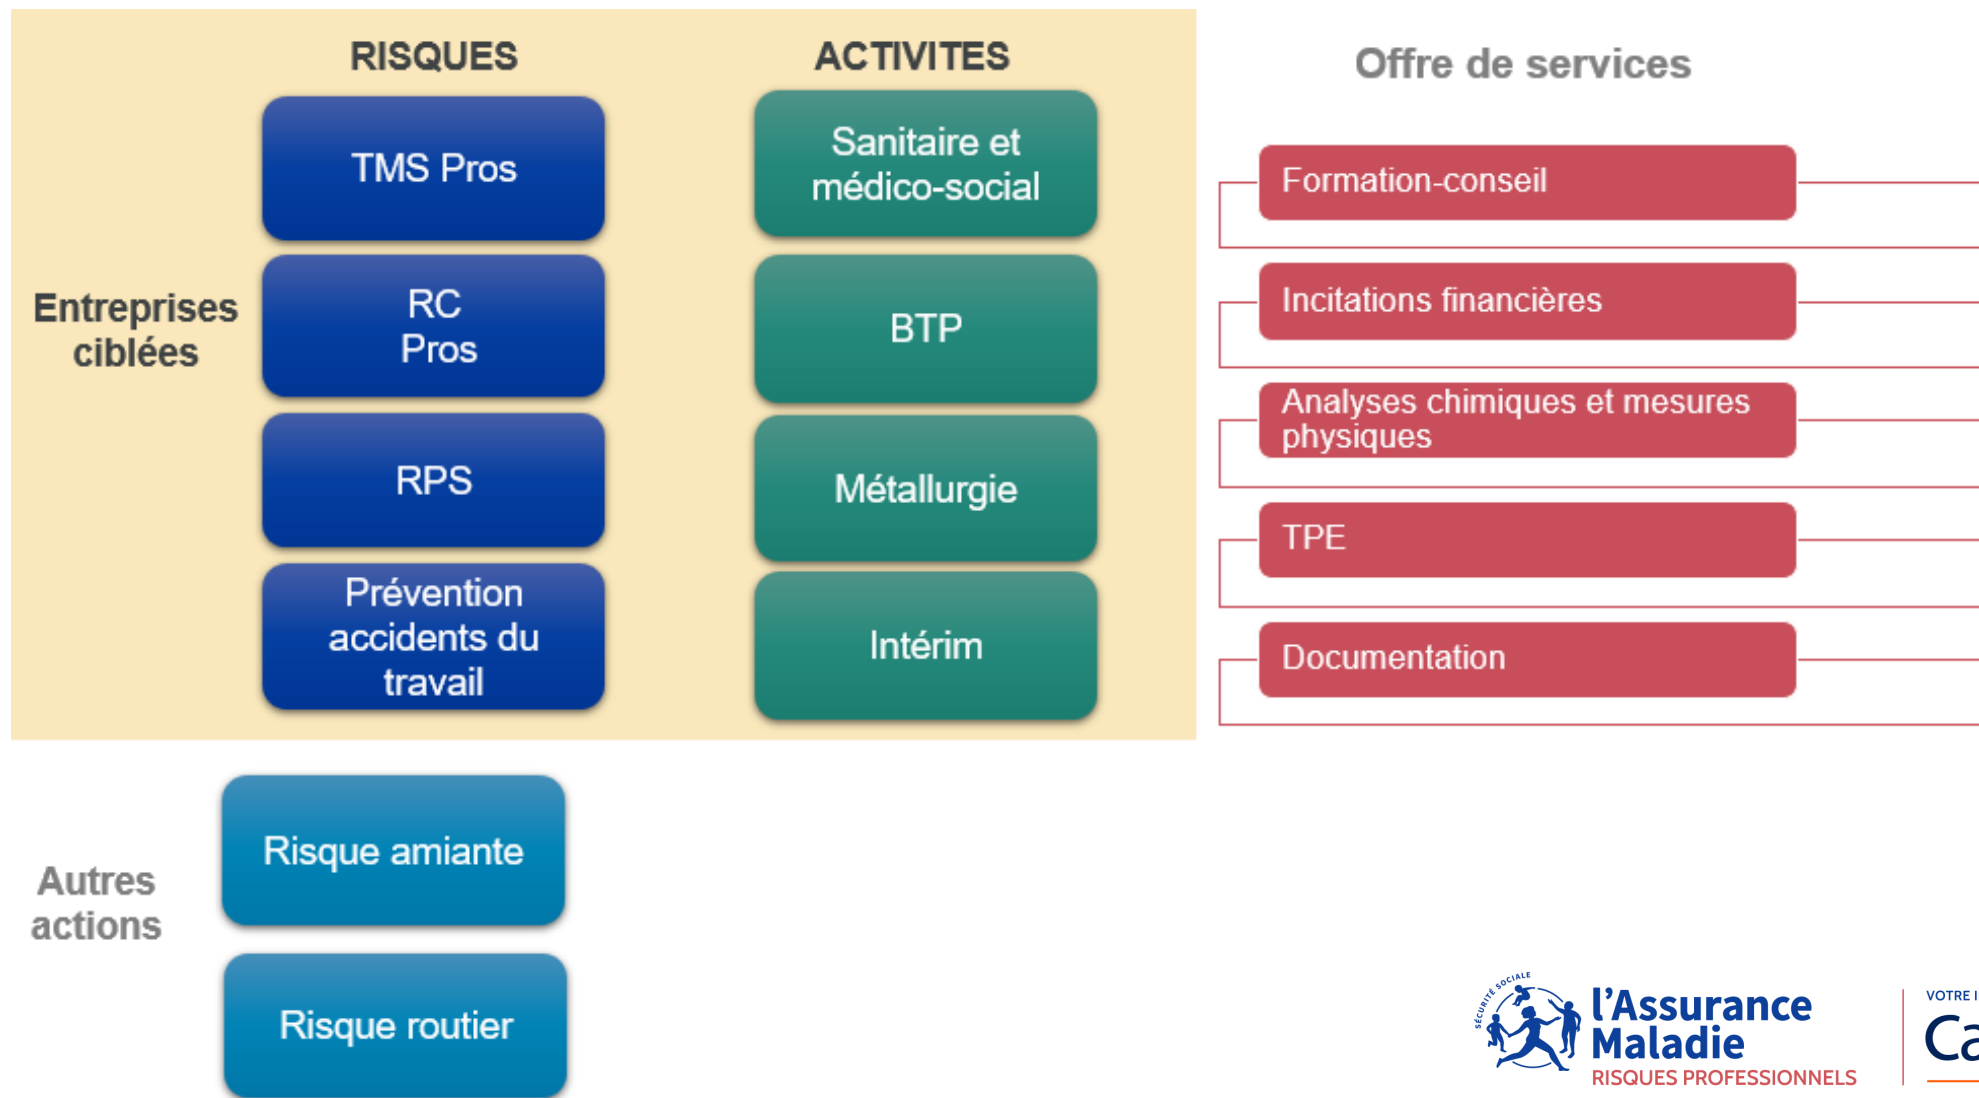 RISQUES
ACTIVITES
Entreprises
ciblées
TMS Pros
RC
Pros
RPS
Prévention
accidents du
travail
Sanitaire et
médico-social
BTP
Métallurgie
Intérim
Offre de services
Formation-conseil
Incitations financières
Analyses chimiques et mesures
physiques
TPE
Documentation
Autres
actions
Risque amiante
Risque routier
SÉCURITÉ SOCIALE
l'Assurance
Maladie
RISQUES PROFESSIONNELS
VOTRE